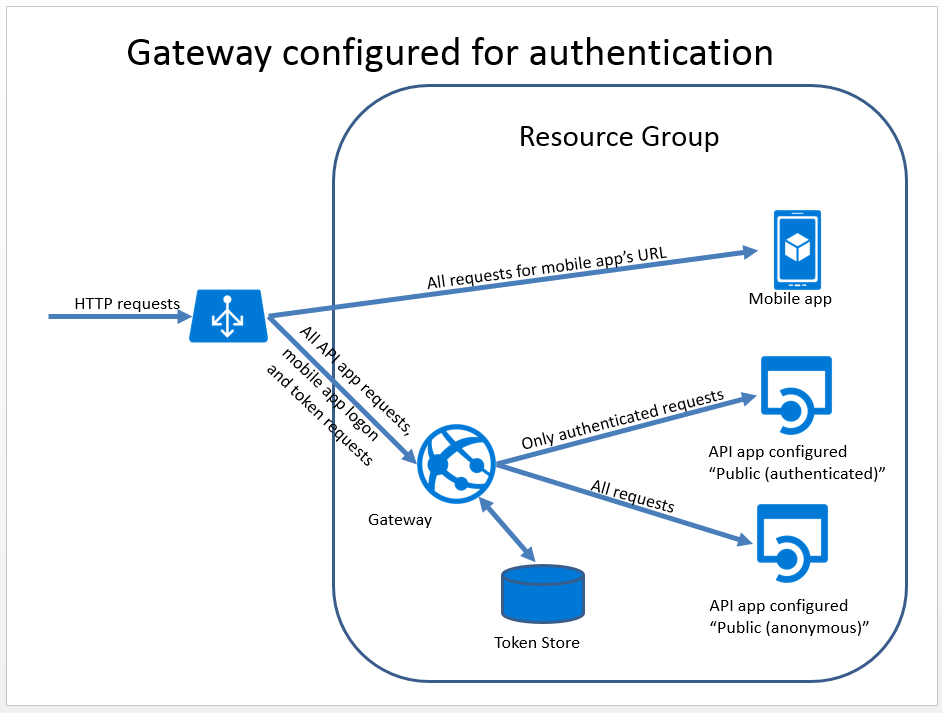 Gateway configured for authentication
Resource Group
All requests for mobile app’s URL
HTTP requests
Mobile app
All API app requests,
mobile app logon
and token requests
Only authenticated requests
API app configured
“Public (authenticated)”
All requests
Gateway
API app configured
“Public (anonymous)”
Token Store